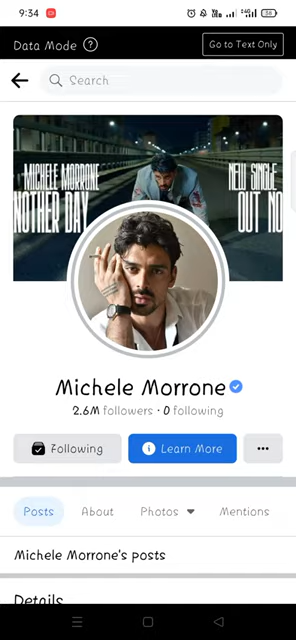 9:34
Data Mode ?
Go to Text Only
Search
MICHELE MORRONE
NEW SINGLE
NOTHER DAY
OUT NO
Michele Morrone
2.6M followers · 0 following
Following
Learn More
...
Posts
About
Photos
Mentions
Michele Morrone's posts
Details